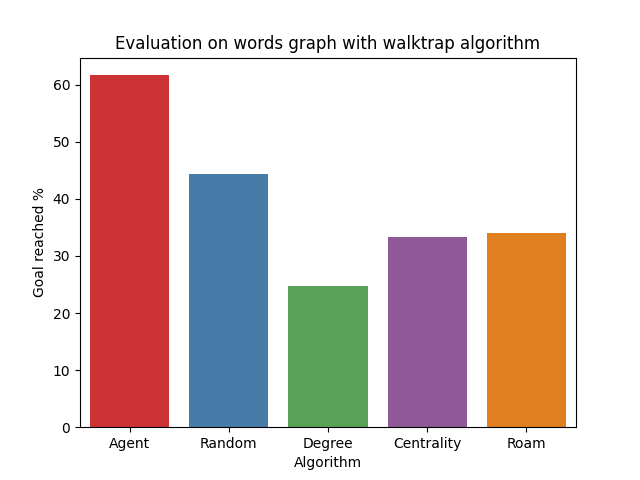 Evaluation on words graph with walktrap algorithm
Goal reached %
60
50
40
30
20
10
0
Agent Random Degree Centrality Roam
Algorithm